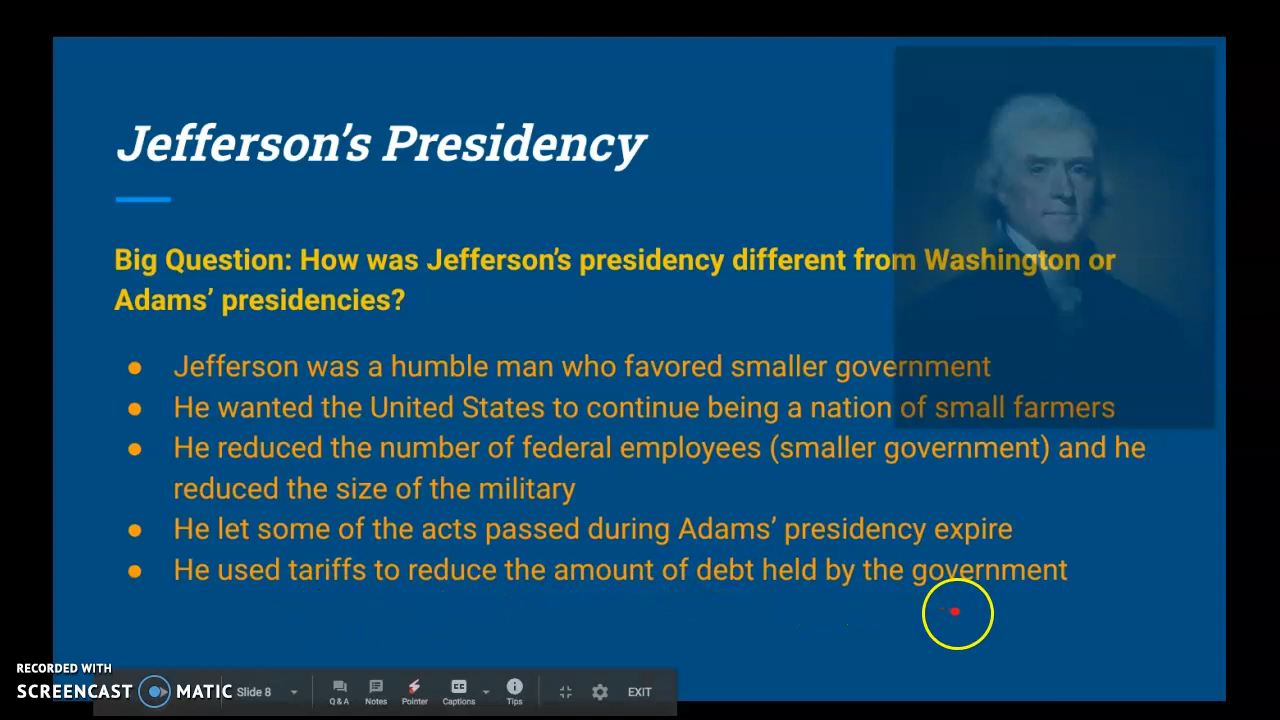 Jefferson's Presidency
Big Question: How was Jefferson's presidency different from Washington or
Adams' presidencies?
● Jefferson was a humble man who favored smaller government
● He wanted the United States to continue being a nation of small farmers
● He reduced the number of federal employees (smaller government) and he
reduced the size of the military
● He let some of the acts passed during Adams' presidency expire
● He used tariffs to reduce the amount of debt held by the government
RECORDED WITH
SCREENCAST MATIC
Slide 8
Q & A Notes Pointer Captions Tips EXIT